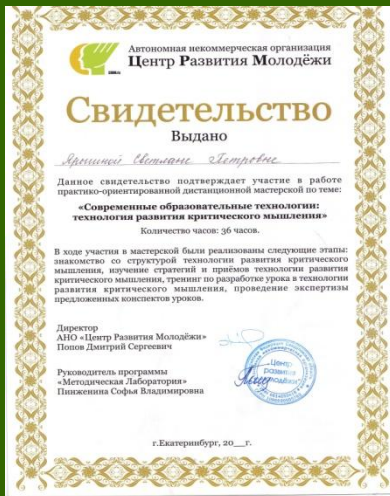 Автономная некоммерческая организация
Центр Развития Молодёжи
Свидетельство
Выдано
Светлане Петровне
Данное свидетельство подтверждает участие в работе
практико-ориентированной дистанционной мастерской по теме:
«Современные образовательные технологии:
технология развития критического мышления»
Количество часов: 36 часов.
В ходе участия в мастерской были реализованы следующие этапы:
знакомство со структурой технологии развития критического
мышления, изучение стратегий и приёмов технологии развития
критического мышления, тренинг по разработке урока в технологии
развития критического мышления, проведение экспертизы
предложенных конспектов уроков.
Директор
АНО «Центр Развития Молодёжи»
Попов Дмитрий Сергеевич
Руководитель программы
«Методическая Лаборатория»
Пинженина Софья Владимировна
Центр
развития
молодёжи
г.Екатеринбург, 20__г.